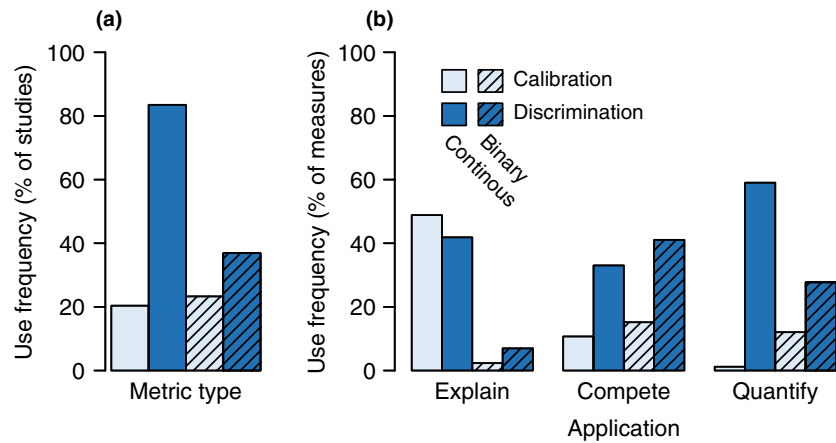 (a)
Use frequency (% of studies)
100
80
60
40
20
0
Metric type
(b)
Use frequency (% of measures)
100
80
60
40
20
0
Calibration
Discrimination
Binary
Continous
Explain
Compete
Quantify
Application